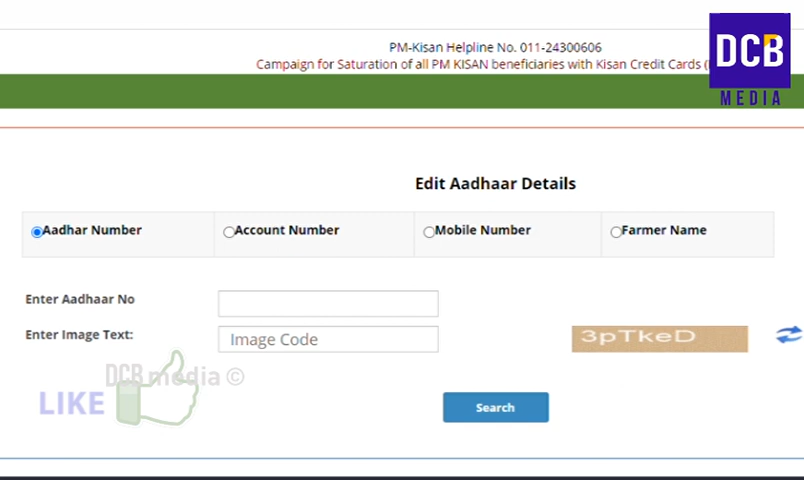 PM-Kisan Helpline No. 011-24300606
Campaign for Saturation of all PM KISAN beneficiaries with Kisan Credit Cards (
DCB
MEDIA
Edit Aadhaar Details
Aadhar Number Account Number Mobile Number Farmer Name
Enter Aadhaar No
Enter Image Text: Image Code 3pTkeD
DCB media ©
LIKE
Search